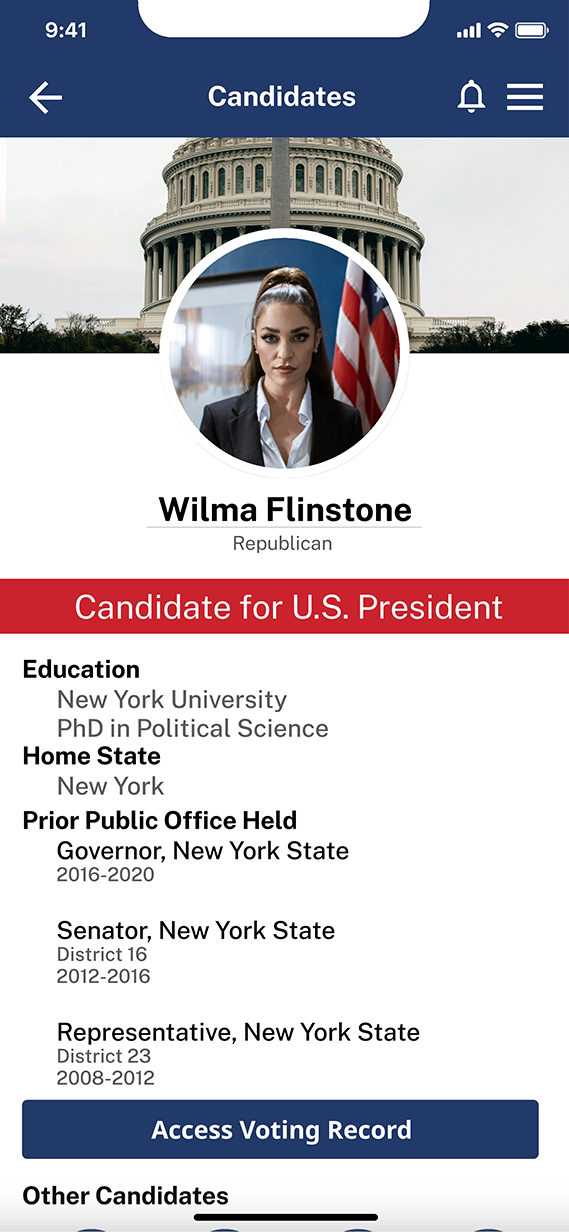 9:41
Candidates
Wilma Flinstone
Republican
Candidate for U.S. President
Education
New York University
PhD in Political Science
Home State
New York
Prior Public Office Held
Governor, New York State
2016-2020
Senator, New York State
District 16
2012-2016
Representative, New York State
District 23
2008-2012
Access Voting Record
Other Candidates